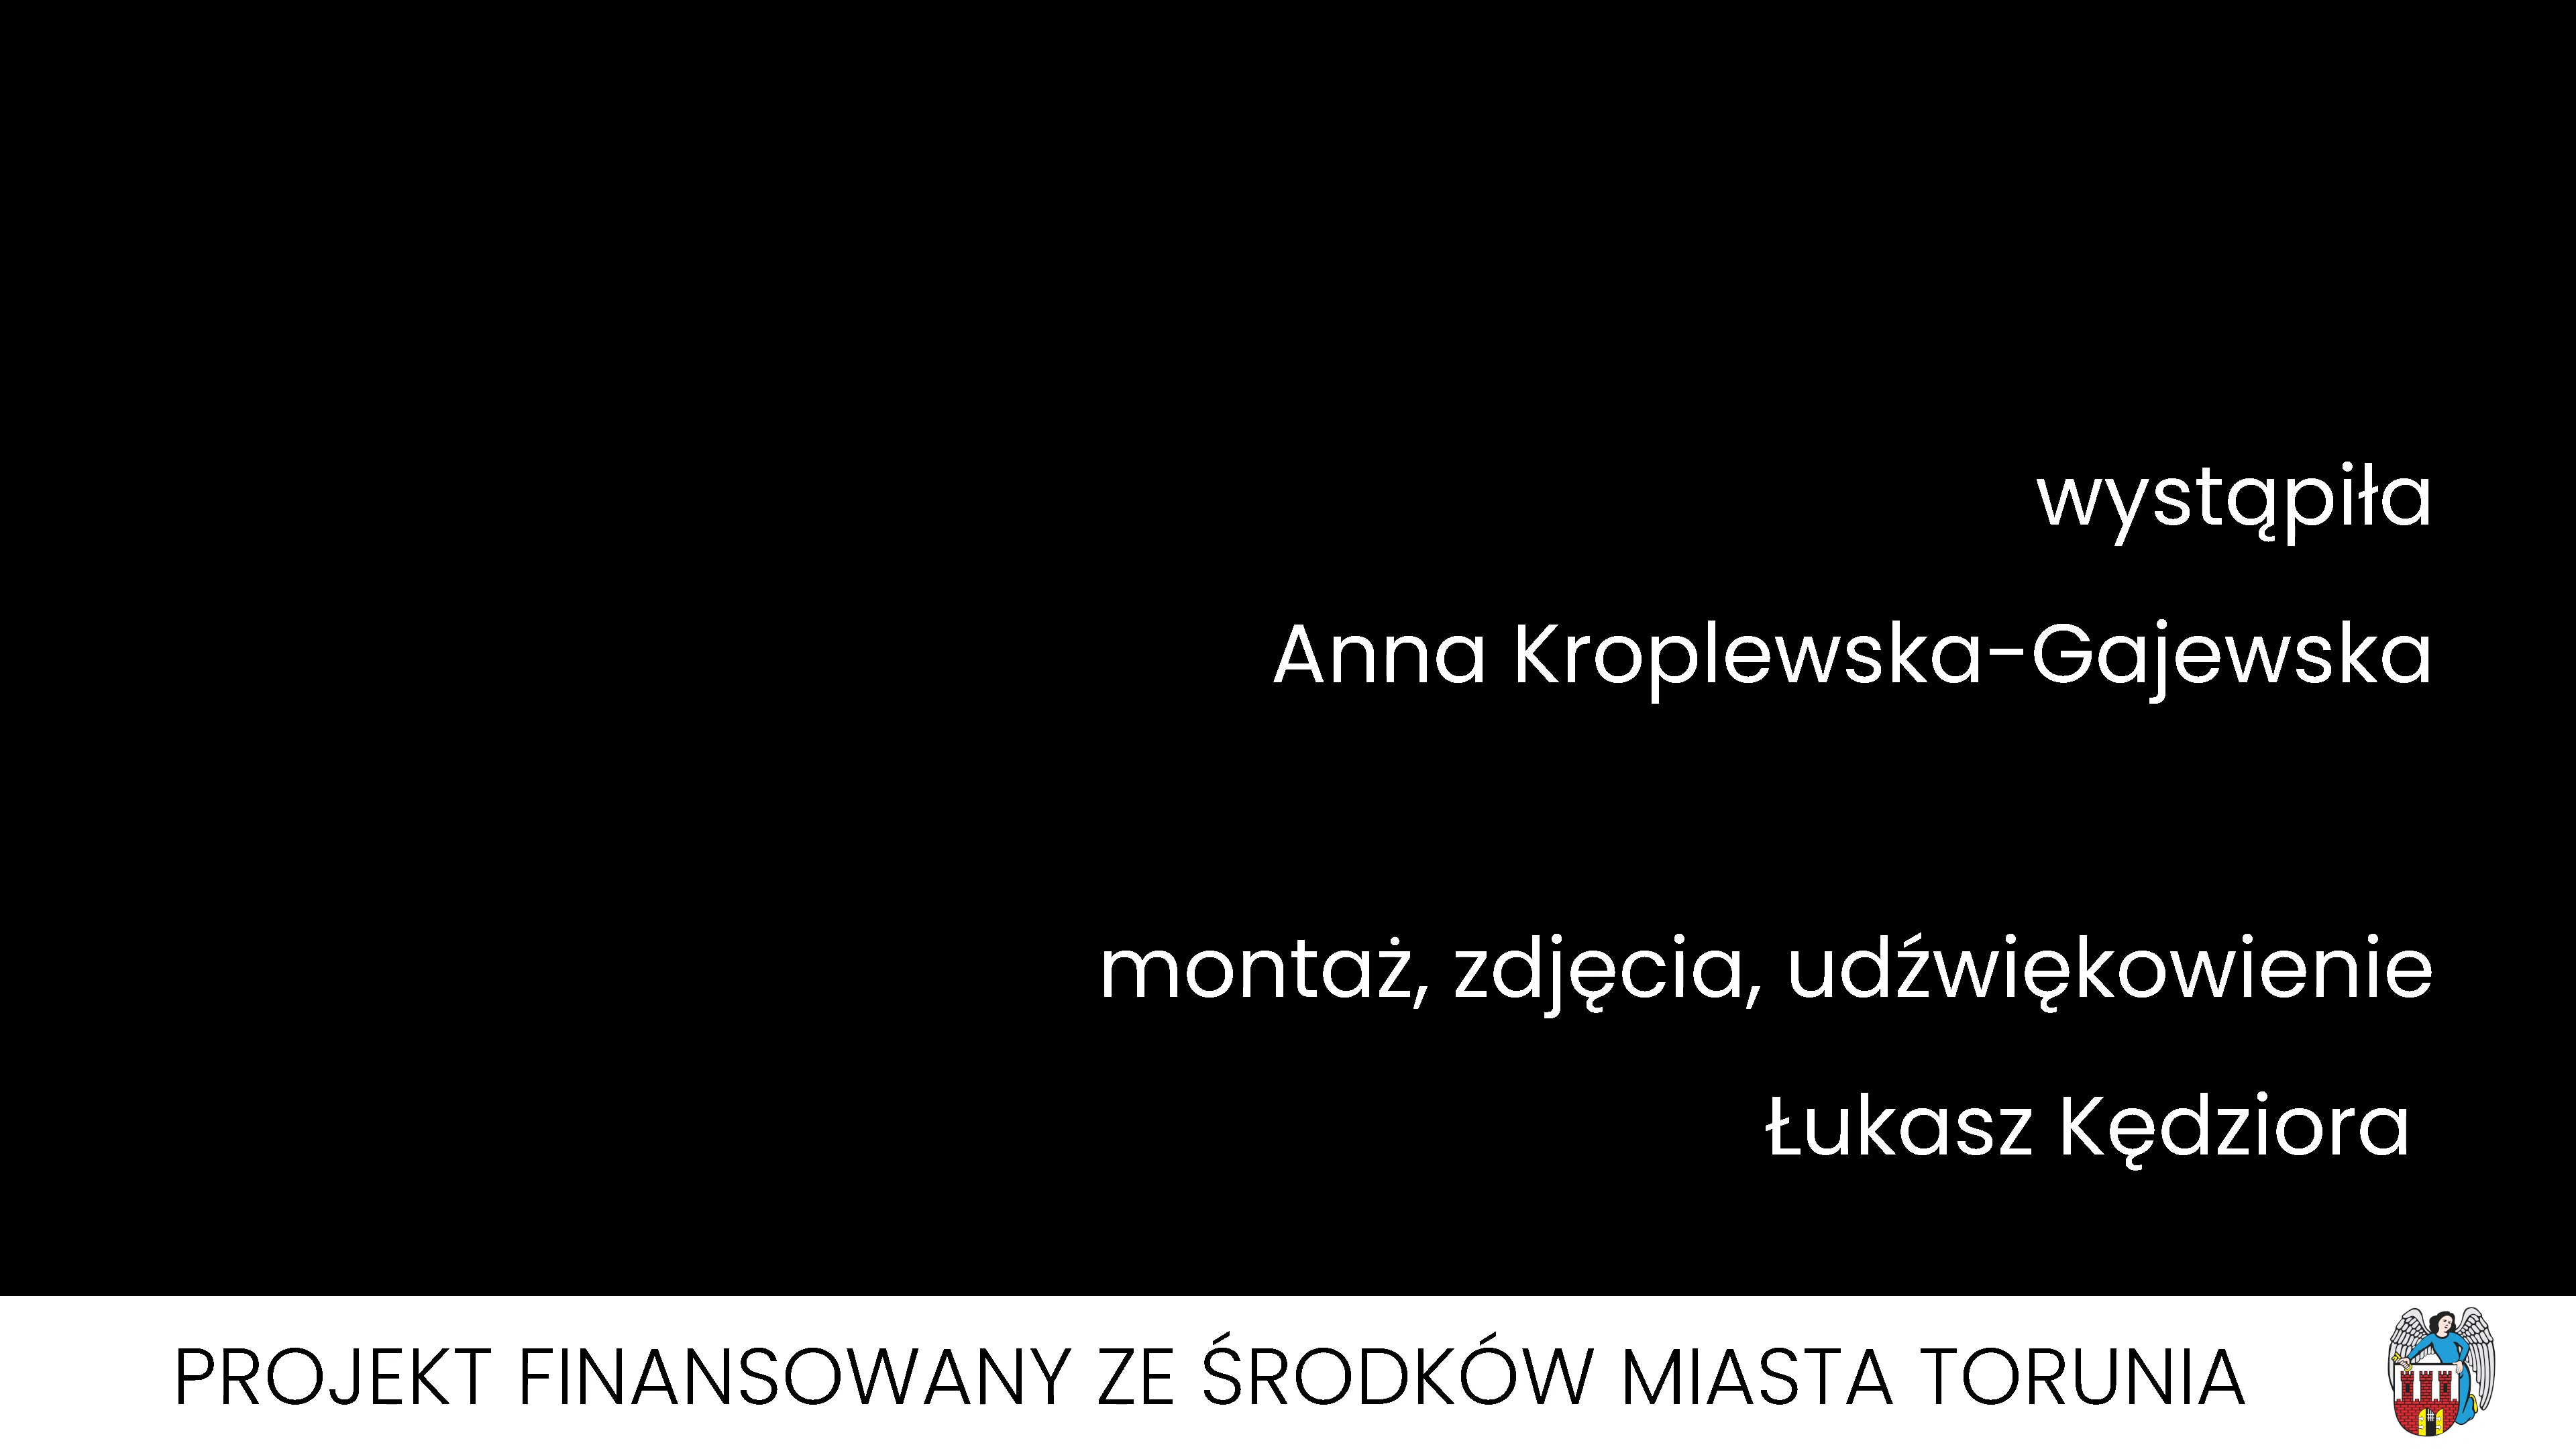 wystąpiła
Anna Kroplewska-Gajewska
montaż, zdjęcia, udźwiękowienie
Łukasz Kędziora
PROJEKT FINANSOWANY ZE ŚRODKÓW MIASTA TORUNIA